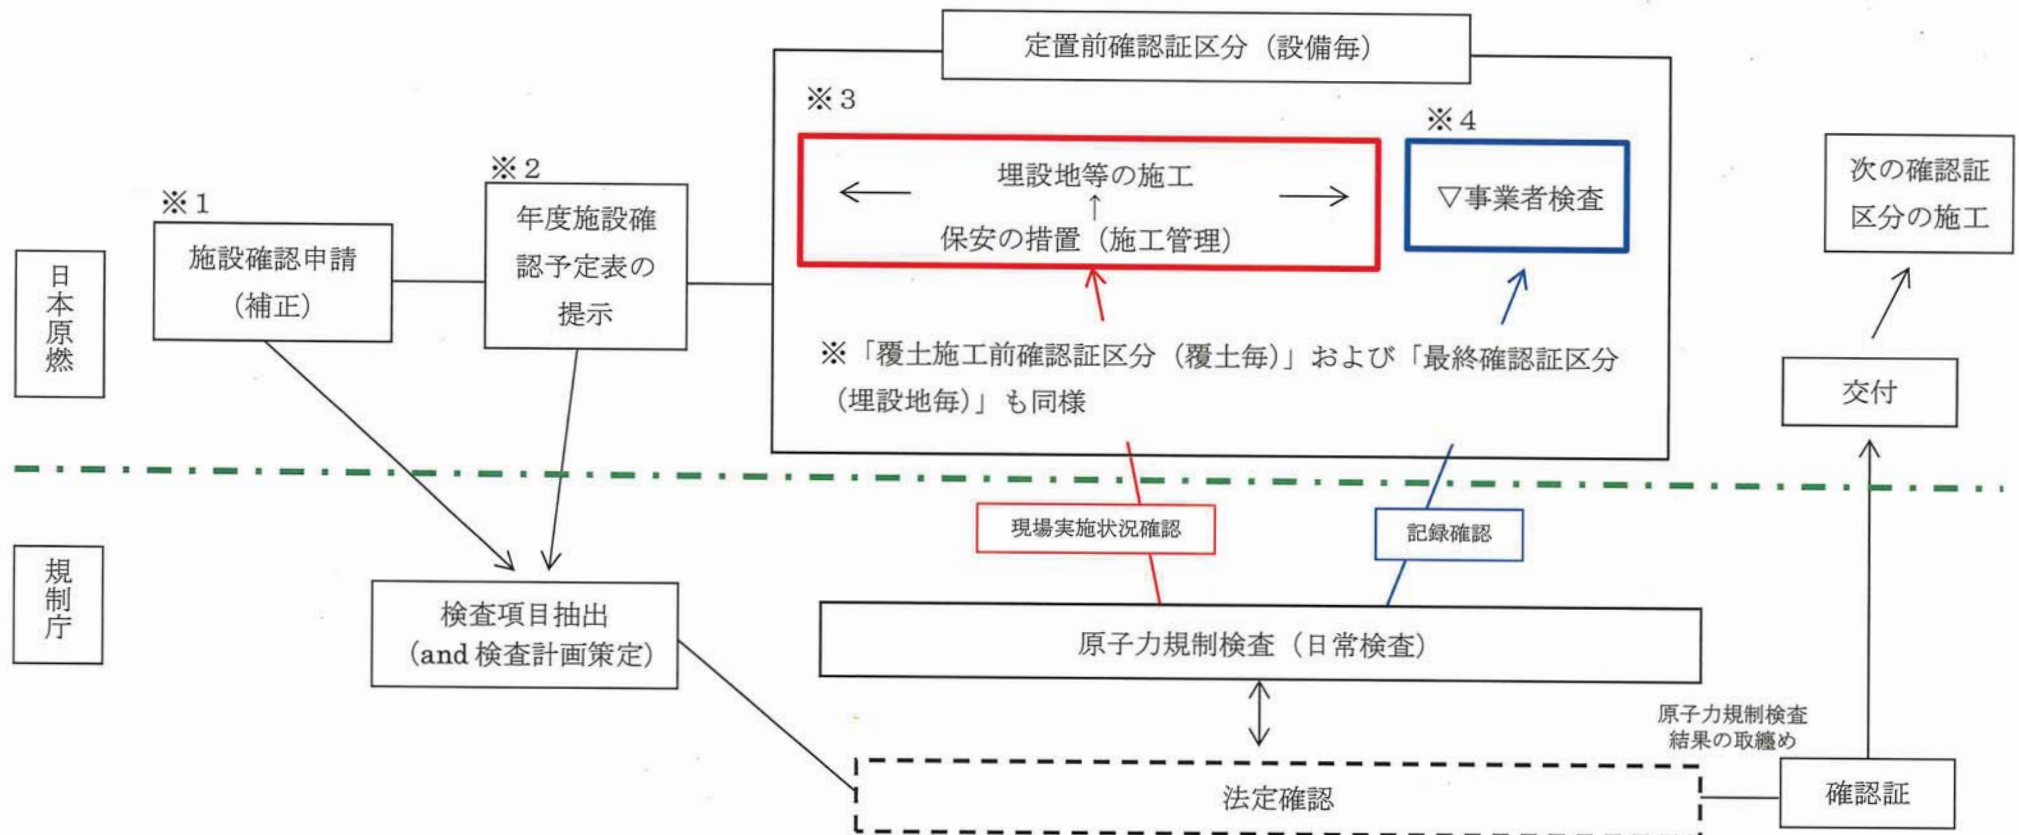 定置前確認証区分（設備毎）
※３
※４
埋設地等の施工
↑
保安の措置（施工管理）
▽事業者検査
次の確認証
区分の施工
※１
施設確認申請
（補正）
※２
年度施設確
認予定表の
提示
日本原燃
※「覆土施工前確認証区分（覆土毎）」および「最終確認証区分
（埋設地毎）」も同様
交付
現場実施状況確認
記録確認
規制庁
検査項目抽出
（and 検査計画策定）
原子力規制検査（日常検査）
原子力規制検査
結果の取纏め
法定確認
確認証